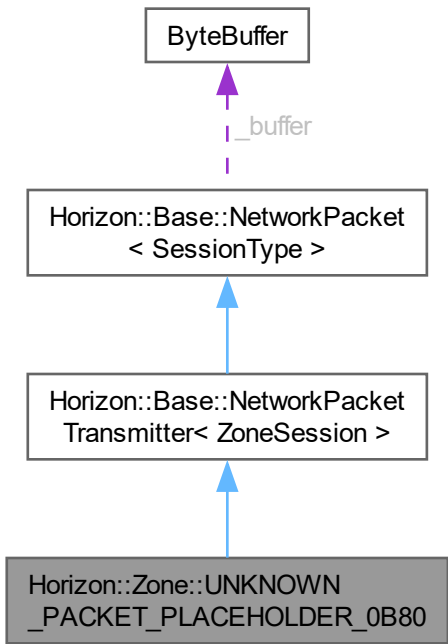 ByteBuffer
_buffer
Horizon::Base::NetworkPacket
< SessionType >
Horizon::Base::NetworkPacket
Transmitter< ZoneSession >
Horizon::Zone::UNKNOWN
_PACKET_PLACEHOLDER_0B80